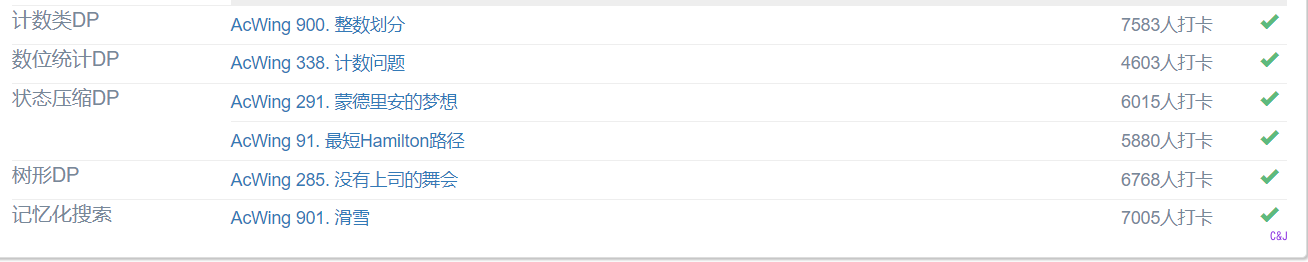 计数类DP AcWing 900. 整数划分 7583人打卡
数位统计DP AcWing 338. 计数问题 4603人打卡
状态压缩DP AcWing 291. 蒙德里安的梦想 6015人打卡
AcWing 91. 最短Hamilton路径 5880人打卡
树形DP AcWing 285. 没有上司的舞会 6768人打卡
记忆化搜索 AcWing 901. 滑雪 7005人打卡
C&J